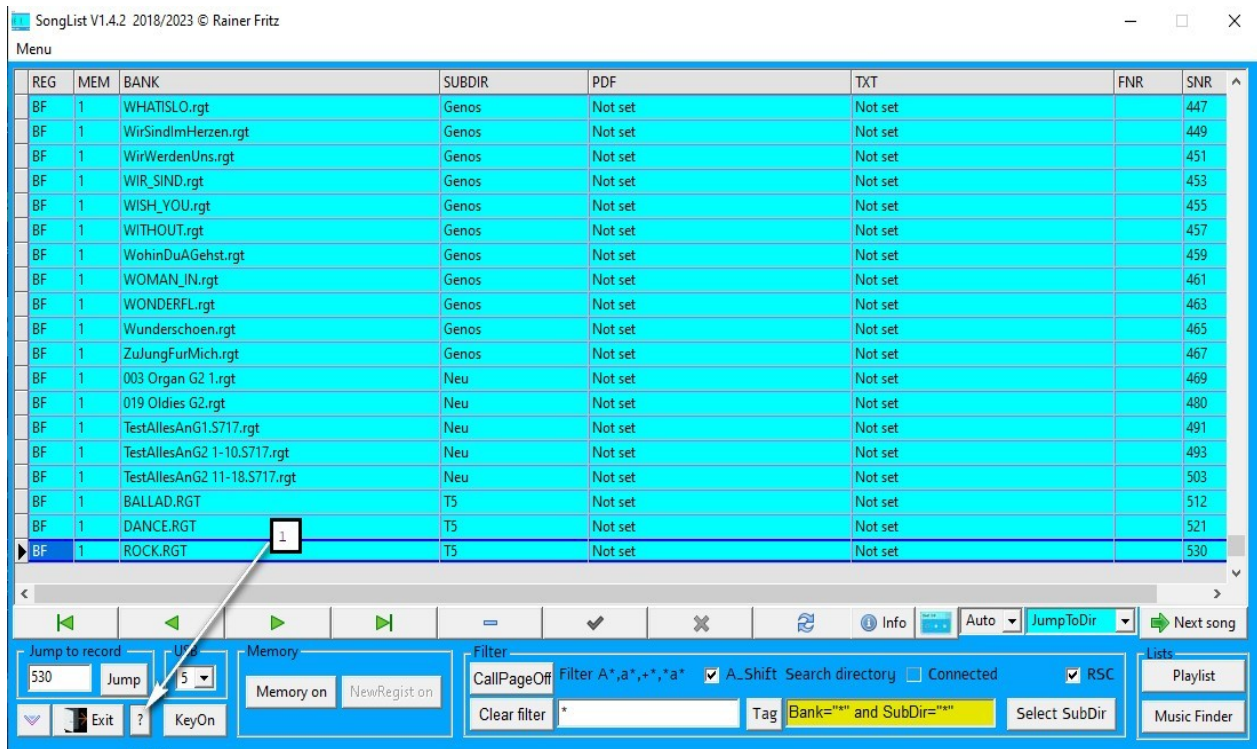 SongList V1.4.2 2018/2023 © Rainer Fritz
Menu
REG MEM BANK SUBDIR PDF TXT FNR SNR
BF 1 WHATISLO.rgt Genos Not set Not set 447
BF 1 WirSindImHerzen.rgt Genos Not set Not set 449
BF 1 WirWerdenUns.rgt Genos Not set Not set 451
BF 1 WIR_SIND.rgt Genos Not set Not set 453
BF 1 WISH_YOU.rgt Genos Not set Not set 455
BF 1 WITHOUT.rgt Genos Not set Not set 457
BF 1 WohinDuAGehst.rgt Genos Not set Not set 459
BF 1 WOMAN_IN.rgt Genos Not set Not set 461
BF 1 WONDERFL.rgt Genos Not set Not set 463
BF 1 Wunderschoen.rgt Genos Not set Not set 465
BF 1 ZuJungFurMich.rgt Genos Not set Not set 467
BF 1 003 Organ G2 1.rgt Neu Not set Not set 469
BF 1 019 Oldies G2.rgt Neu Not set Not set 480
BF 1 TestAllesAnG1.S717.rgt Neu Not set Not set 491
BF 1 TestAllesAnG2 1-10.S717.rgt Neu Not set Not set 493
BF 1 TestAllesAnG2 11-18.S717.rgt Neu Not set Not set 503
BF 1 BALLAD.RGT T5 Not set Not set 512
BF 1 DANCE.RGT T5 Not set Not set 521
1
BF 1 ROCK.RGT T5 Not set Not set 530
Info Auto JumpToDir Next song
Jump to record USB Memory Filter Lists
530 Jump 5 Memory on NewRegist on CallPageOff Filter A*,a*,+*,*a* A_Shift Search directory Connected RSC Playlist
Exit ? KeyOn Clear filter * Tag Bank="*" and SubDir="*" Select SubDir Music Finder